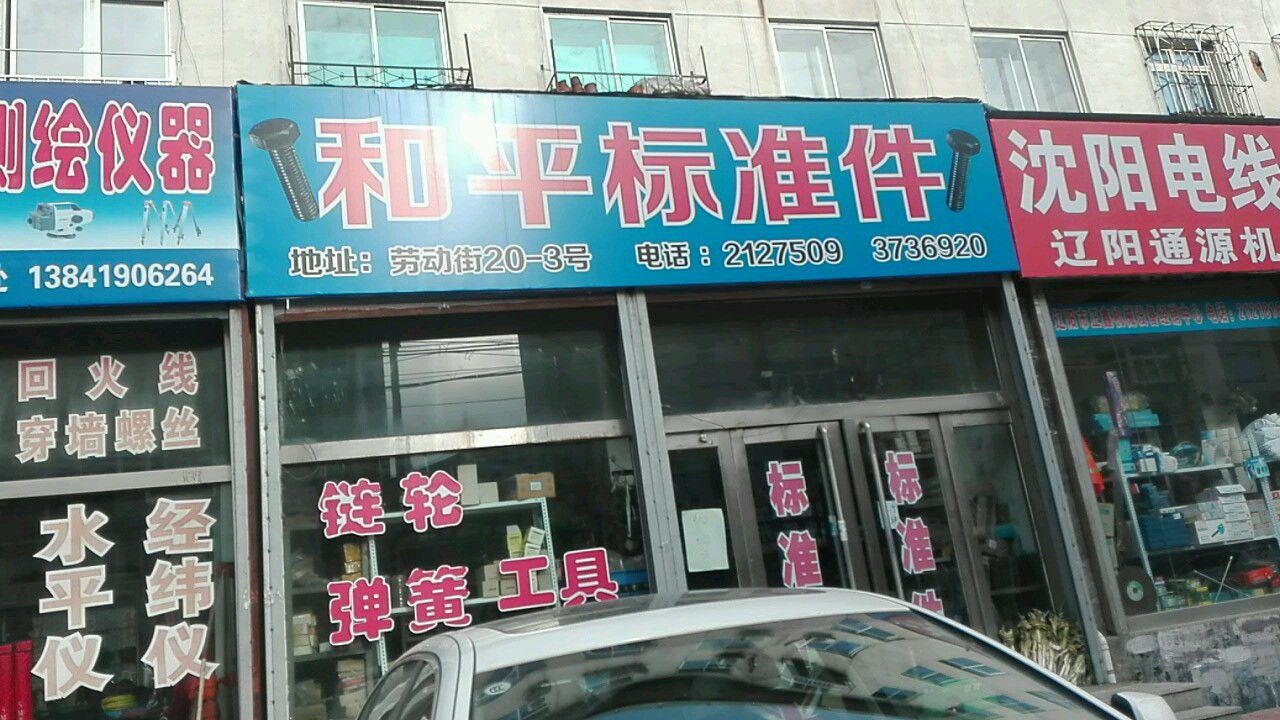 测绘仪器
13841906264
回火线
穿墙螺丝
水平仪
经纬仪
和平标准件
地址：劳动街20-3号 电话：2127509 3736920
链轮
弹簧 工具
标准
标准件
沈阳电线
辽阳通源机